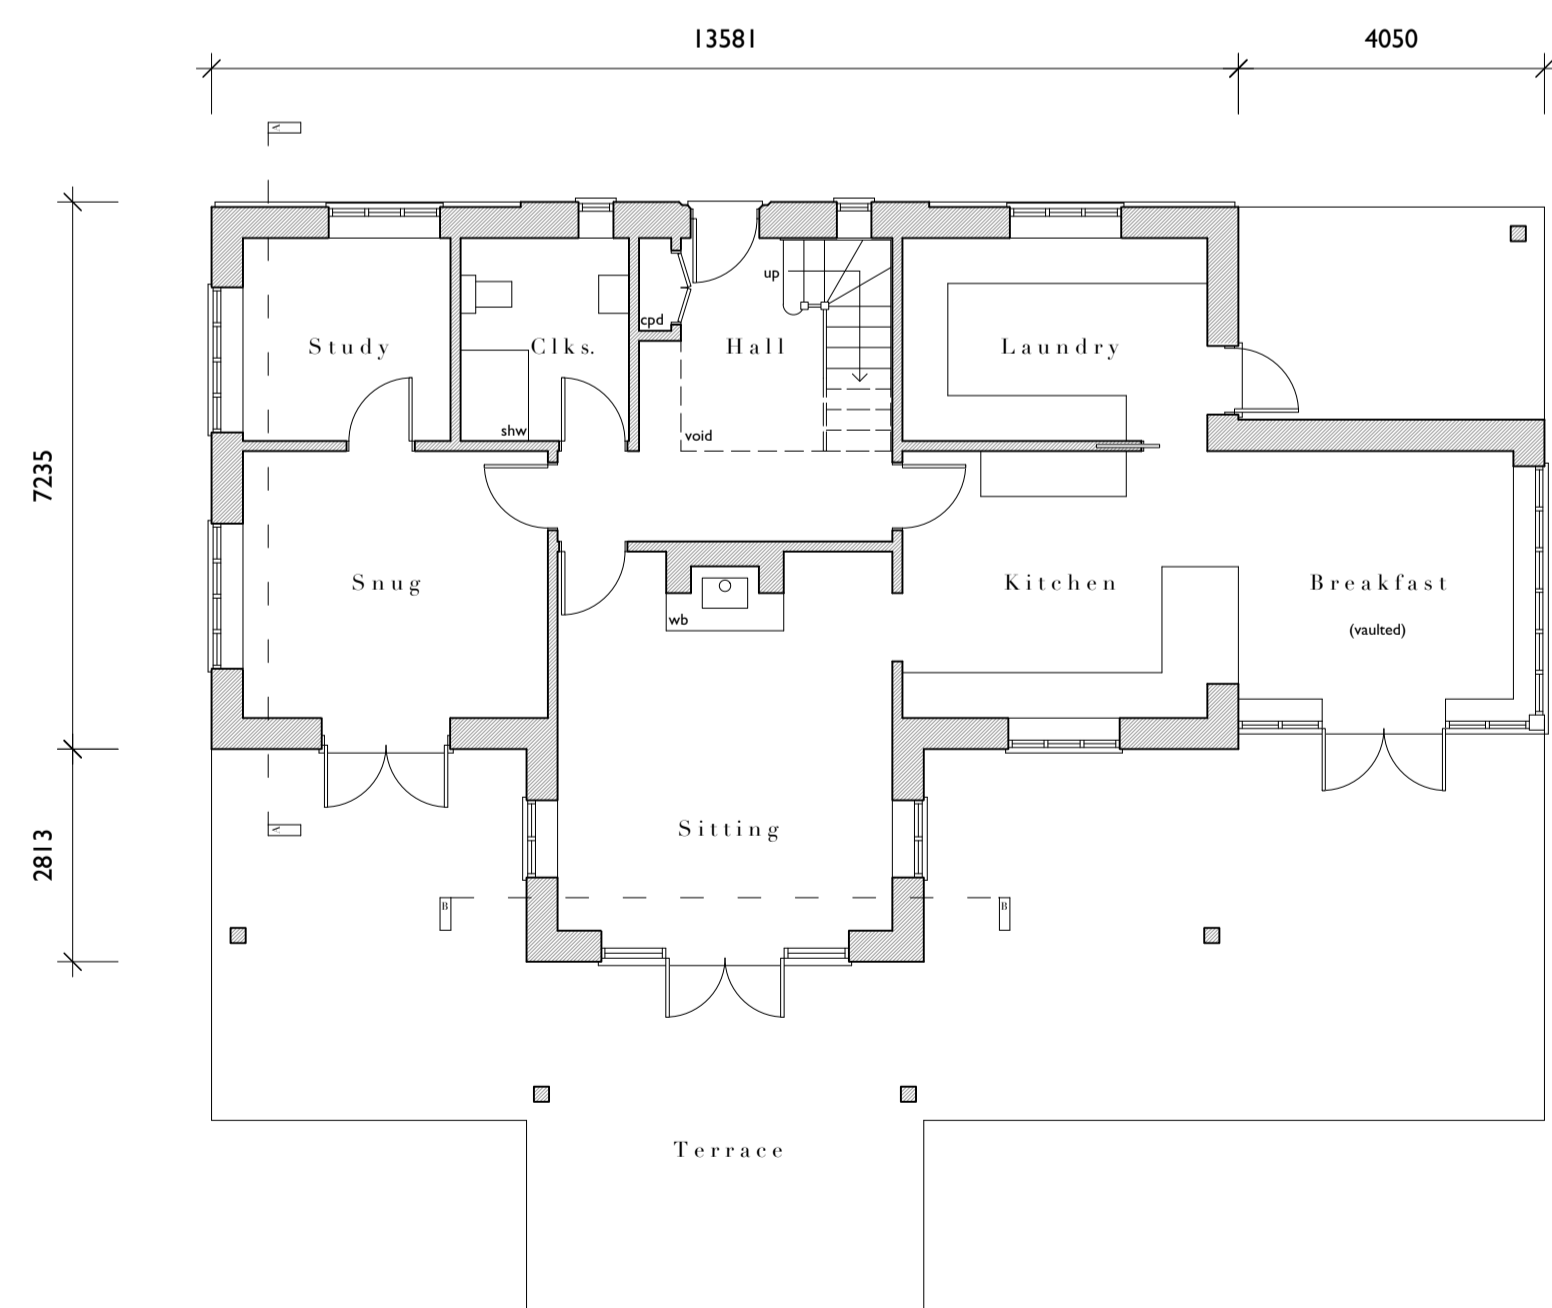 13581
4050
A
up
cpd
Study
Clks.
Hall
Laundry
shw
void
7235
Snug
Kitchen
Breakfast
wb
(vaulted)
A
Sitting
2813
B
B
Terrace